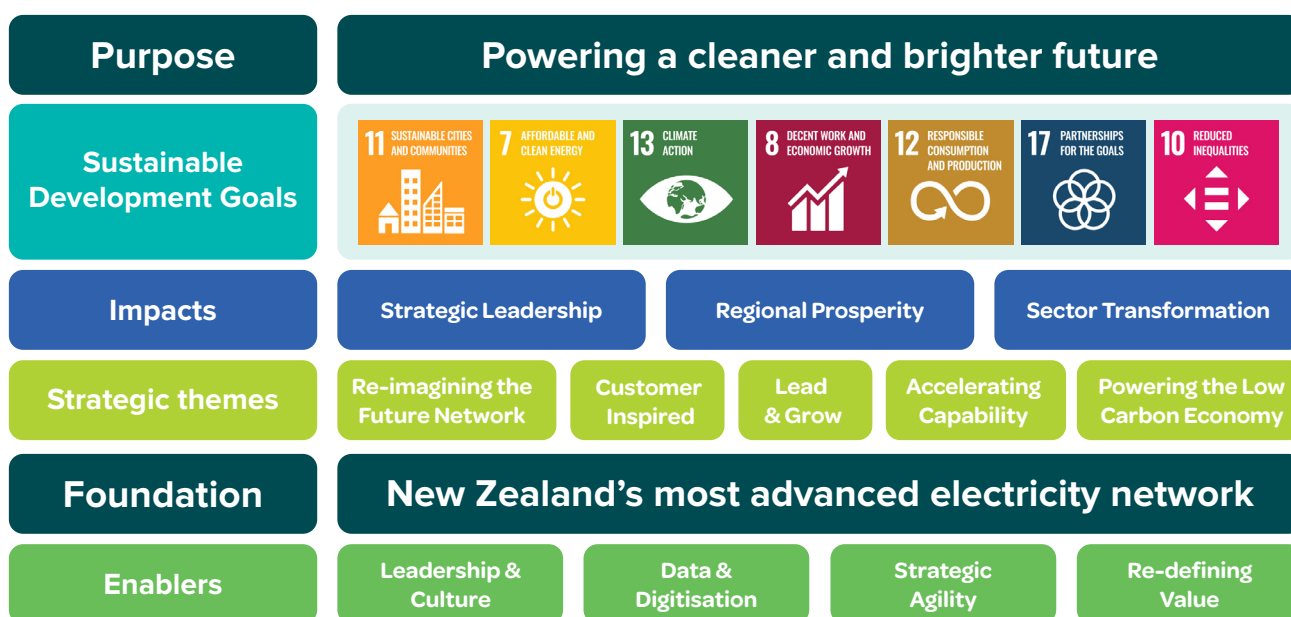 Purpose
Powering a cleaner and brighter future
Sustainable
Development Goals
11 SUSTAINABLE CITIES
AND COMMUNITIES
7 AFFORDABLE AND
CLEAN ENERGY
13 CLIMATE
ACTION
8 DECENT WORK AND
ECONOMIC GROWTH
12 RESPONSIBLE
CONSUMPTION
AND PRODUCTION
17 PARTNERSHIPS
FOR THE GOALS
10 REDUCED
INEQUALITIES
Impacts
Strategic Leadership
Regional Prosperity
Sector Transformation
Strategic themes
Re-imagining the
Future Network
Customer
Inspired
Lead
& Grow
Accelerating
Capability
Powering the Low
Carbon Economy
Foundation
New Zealand’s most advanced electricity network
Enablers
Leadership &
Culture
Data &
Digitisation
Strategic
Agility
Re-defining
Value